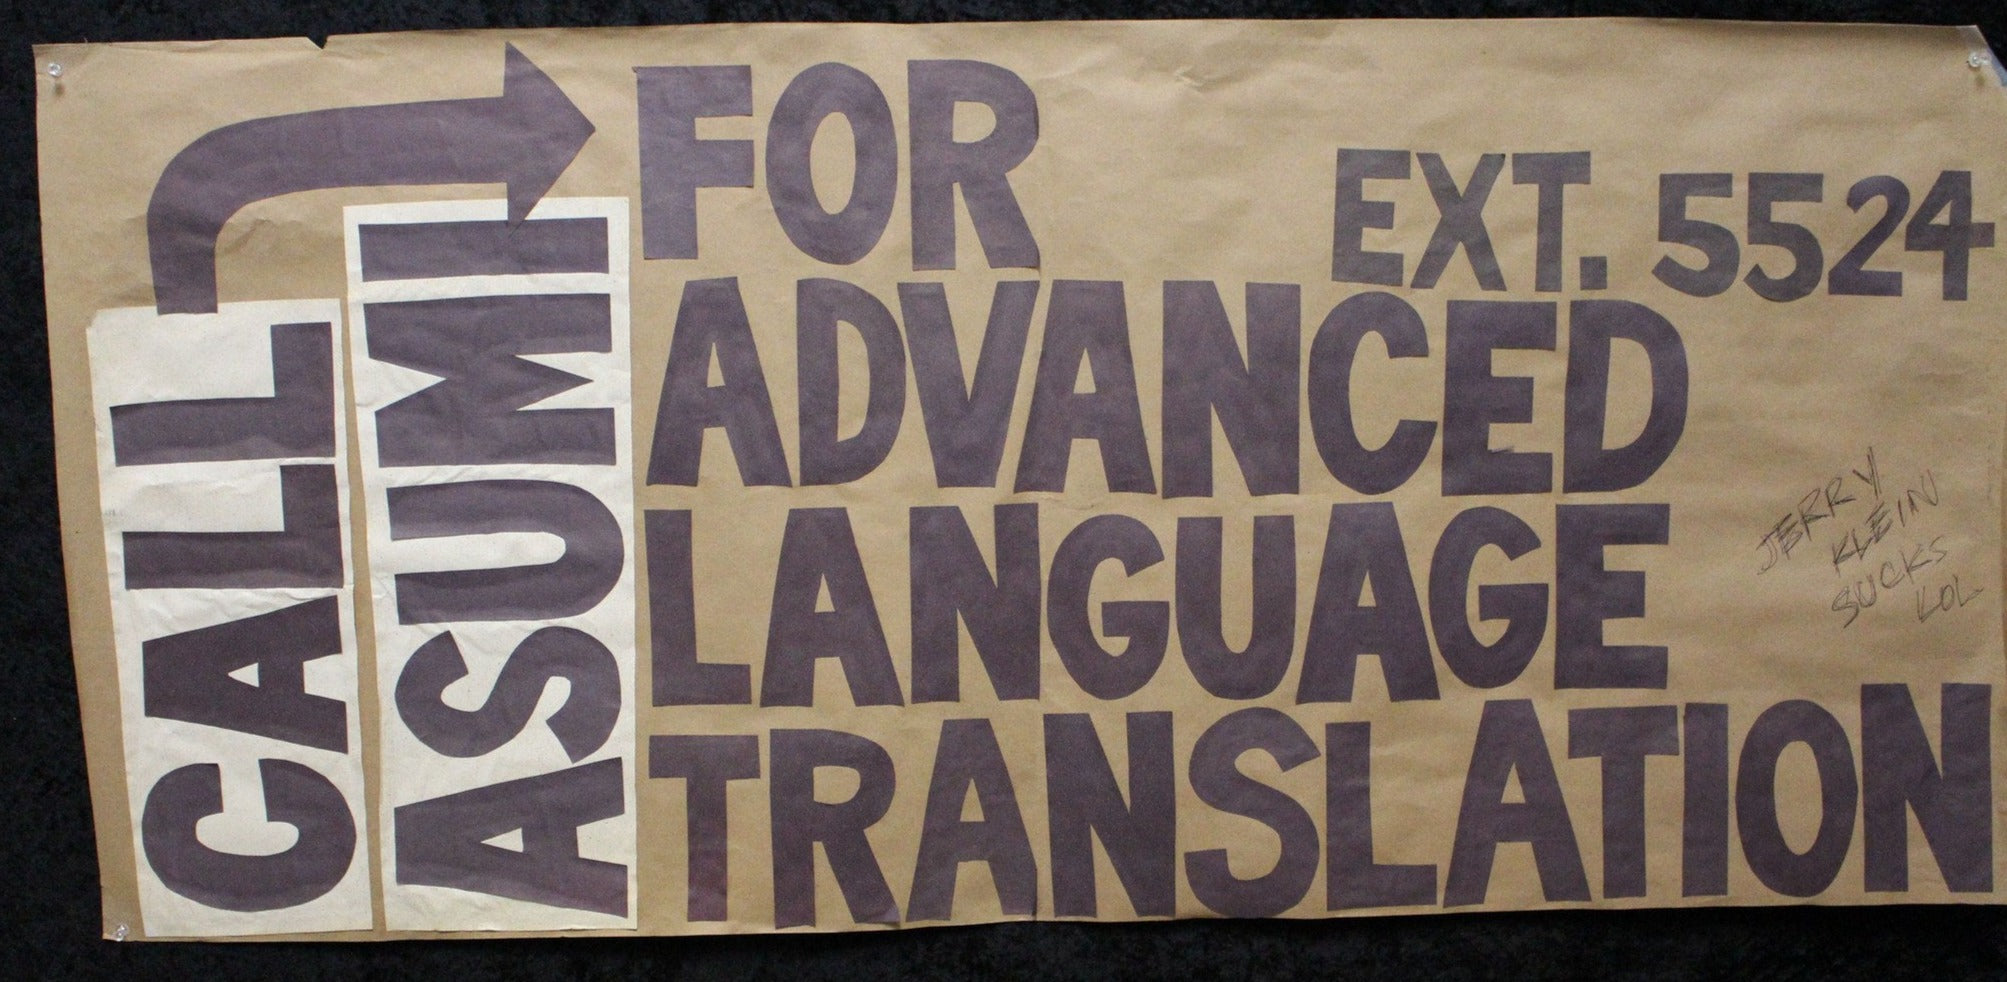 CALL
ASUMI
FOR
EXT. 5524
ADVANCED
LANGUAGE
TRANSLATION
JERRY
KLEIN
SUCKS
LOL